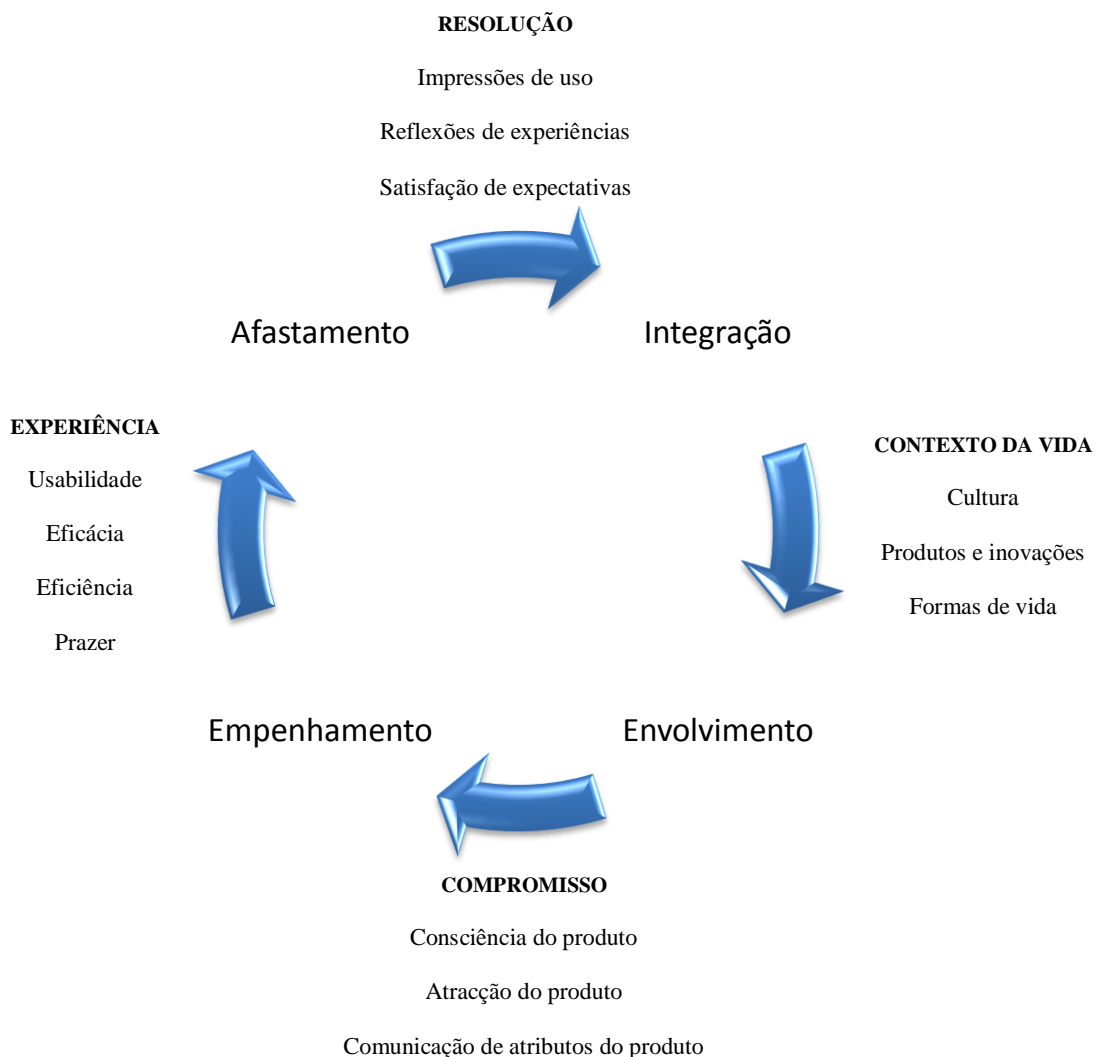 RESOLUÇÃO
Impressões de uso
Reflexões de experiências
Satisfação de expectativas
Afastamento
Integração
EXPERIÊNCIA
Usabilidade
Eficácia
Eficiência
Prazer
CONTEXTO DA VIDA
Cultura
Produtos e inovações
Formas de vida
Empenhamento
Envolvimento
COMPROMISSO
Consciência do produto
Atracção do produto
Comunicação de atributos do produto